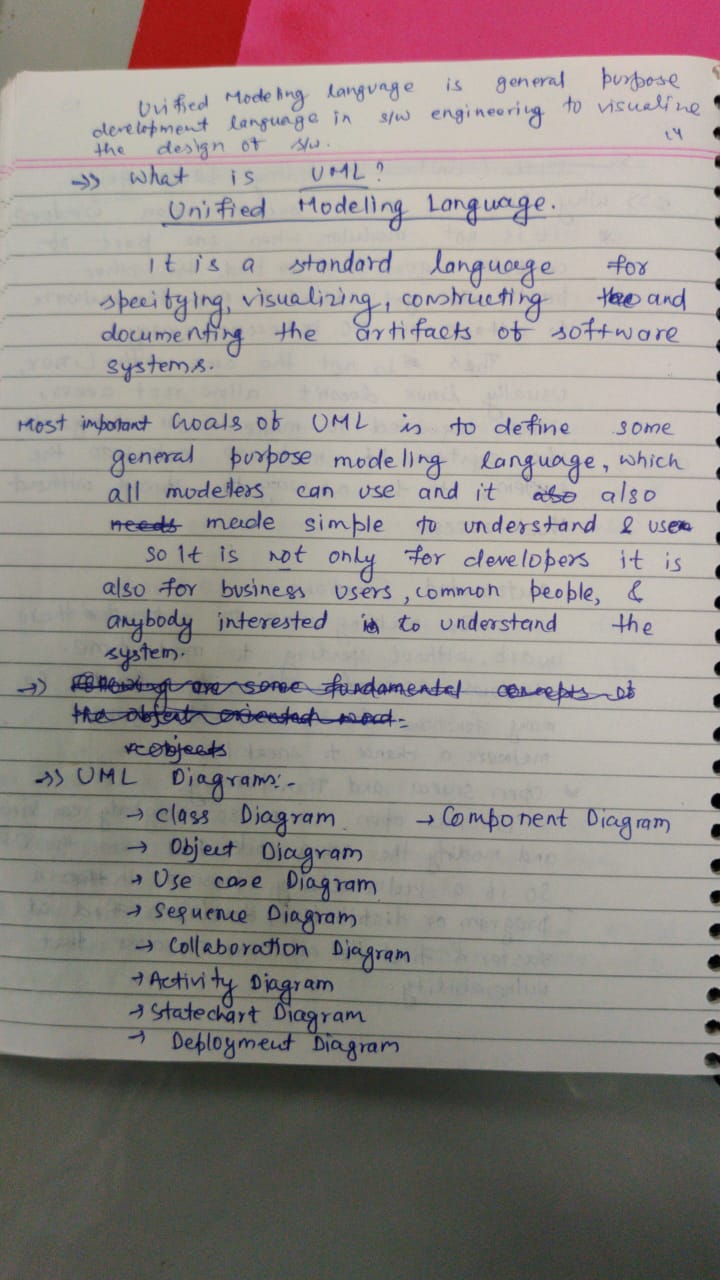 Unified Modeling language is general purpose
development language in s/w engineering to visualize
the design of s/w.
14
→>> What is UML?
Unified Modeling Language.
It is a standard language for
specifying, visualizing, constructing and
documenting the artifacts of software
systems.
Most important Goals of UML is to define some
general purpose modeling language, which
all modellers can use and it also also
needs made simple to understand & use
So It is not only for developers it is
also for business users, common people, &
anybody interested to understand the
system.
→) are some fundamental concepts of
the object oriented
objects
→>> UML Diagrams:-
→ Class Diagram → Component Diagram
→ Object Diagram
→ Use case Diagram
→ Sequence Diagram
→ Collaboration Diagram
→ Activity Diagram
→ Statechart Diagram
→ Deployment Diagram